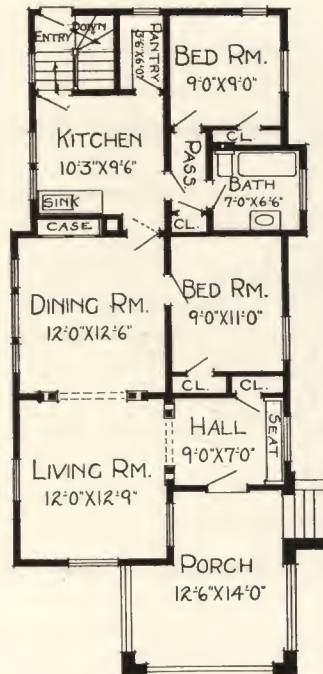 ENTRY
DOWN
PANTRY
3'-6"X6'-0"
BED RM.
9'-0"X9'-0"
KITCHEN
10'-3"X9'-6"
PASS.
CL.
BATH
7'-0"X6'-6"
SINK
CASE
CL.
DINING RM.
12'-0"X12'-6"
BED RM.
9'-0"X11'-0"
CL.
CL.
HALL
9'-0"X7'-0"
SEAT
LIVING RM.
12'-0"X12'-9"
PORCH
12'-6"X14'-0"